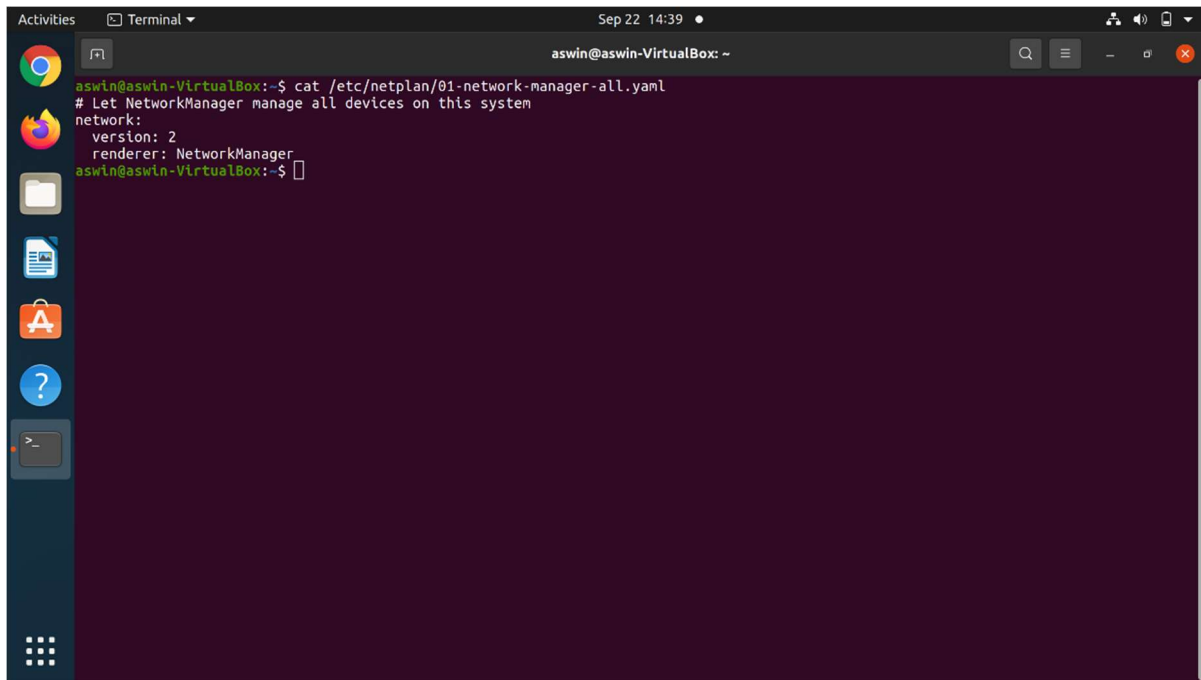 Activities Terminal Sep 22 14:39
aswin@aswin-VirtualBox: ~
aswin@aswin-VirtualBox:~$ cat /etc/netplan/01-network-manager-all.yaml
# Let NetworkManager manage all devices on this system
network:
  version: 2
  renderer: NetworkManager
aswin@aswin-VirtualBox:~$